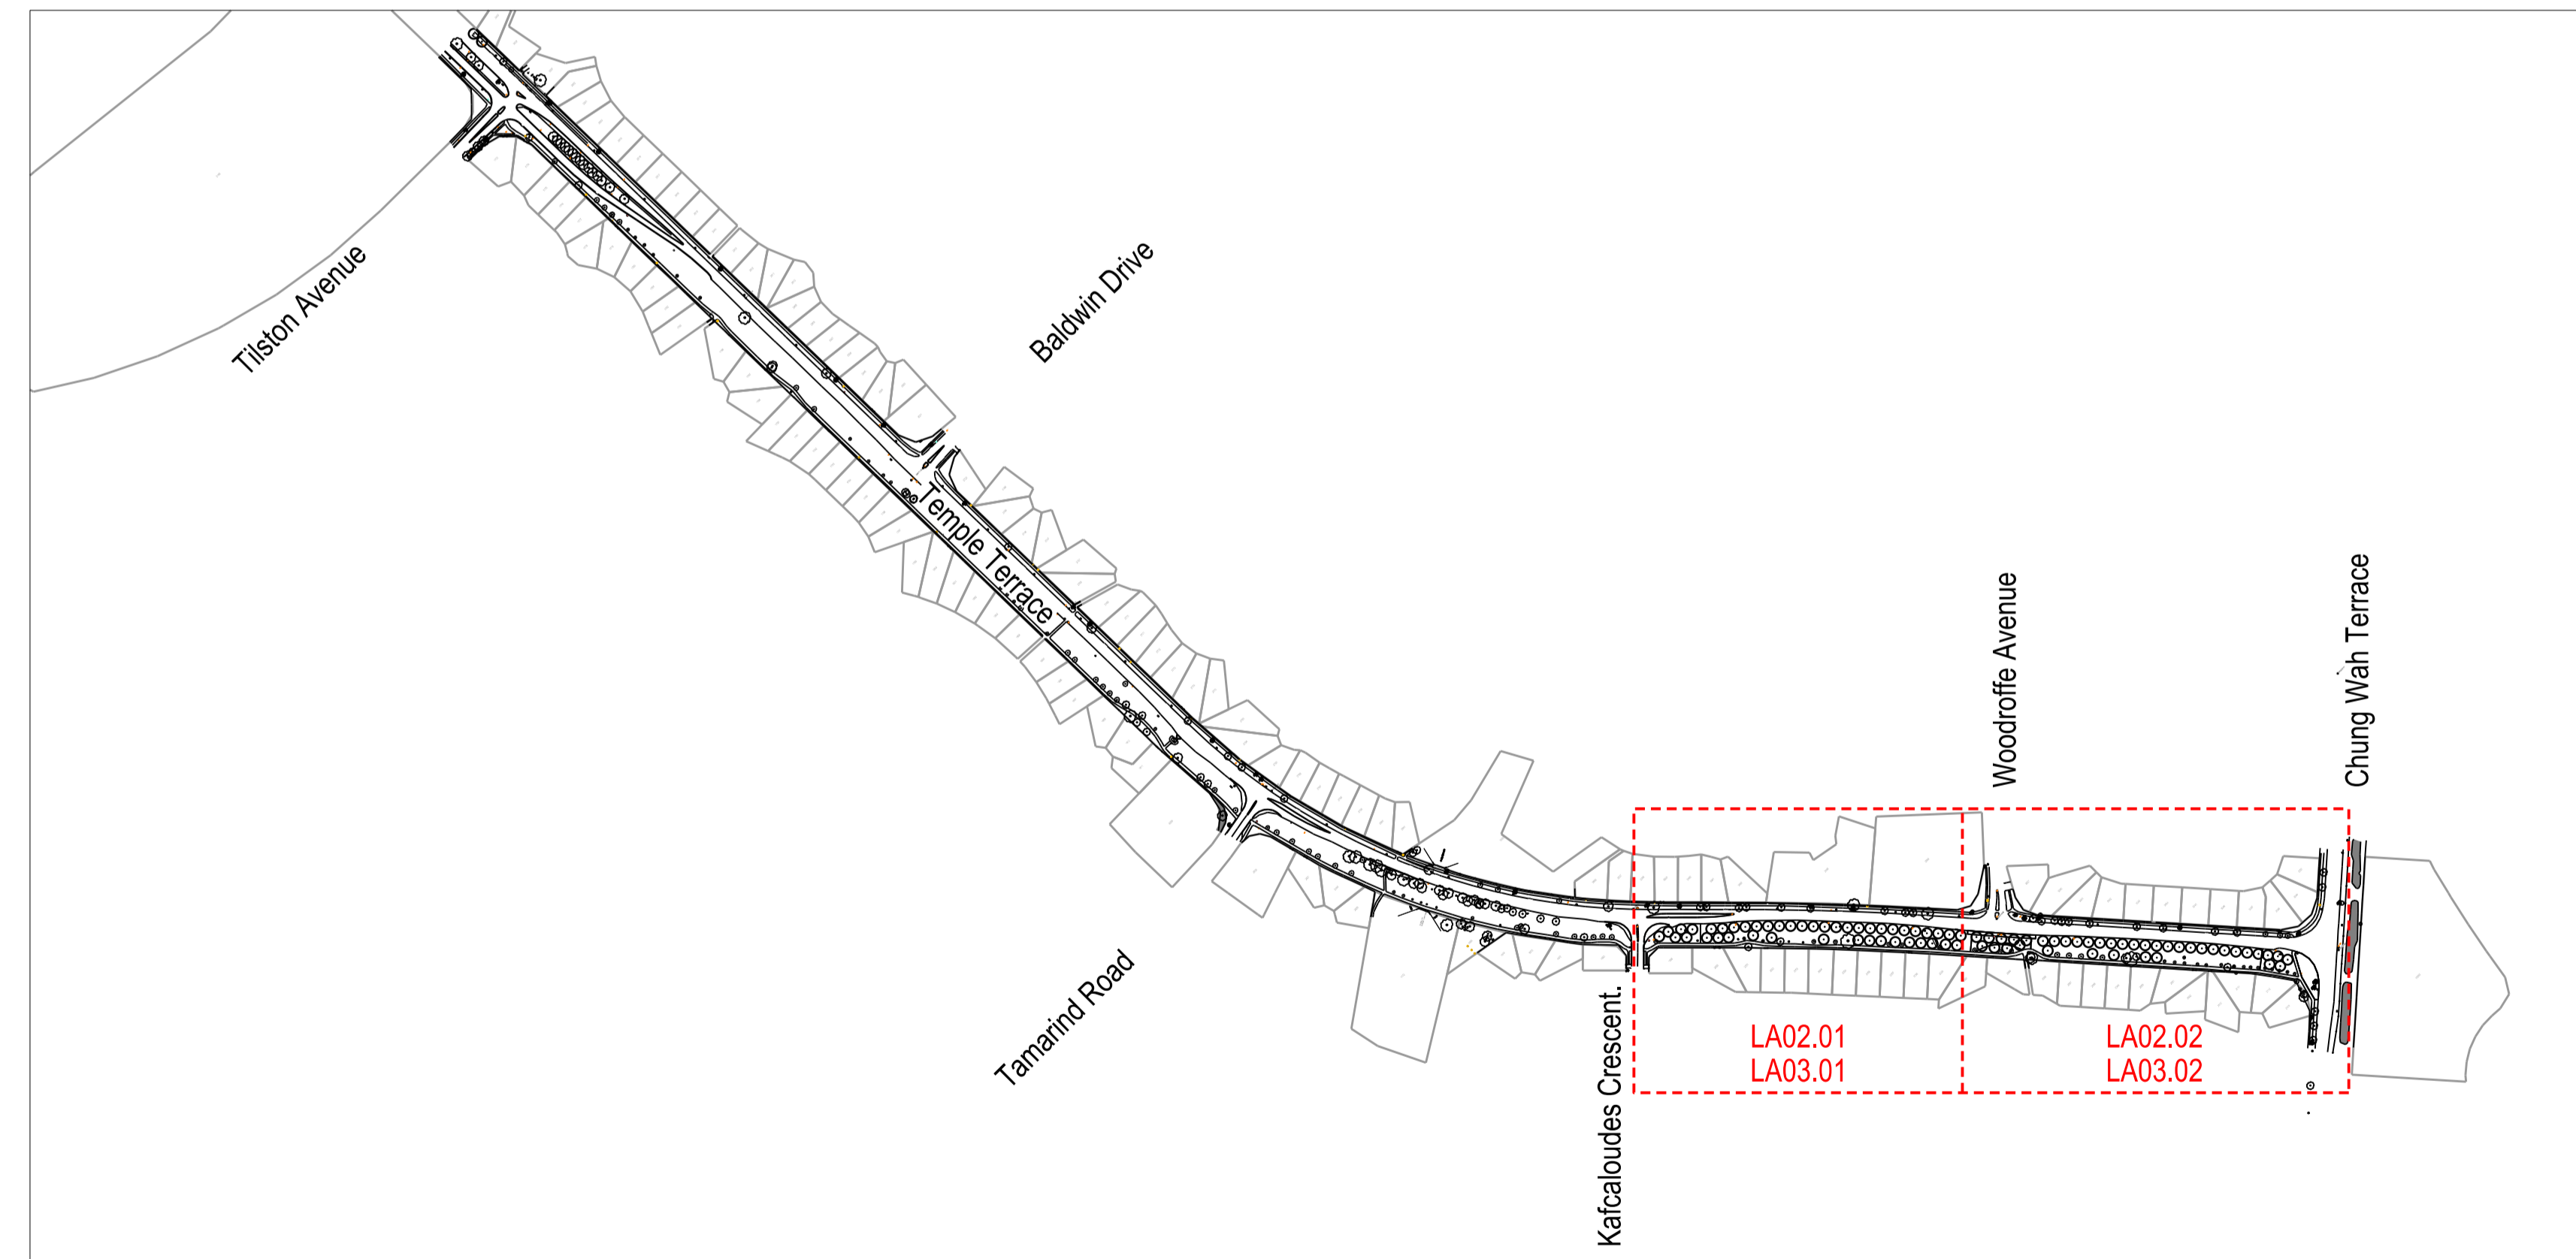 Tilston Avenue
Baldwin Drive
Temple Terrace
Tamarind Road
Kafcaloudes Crescent.
Woodroffe Avenue
Chung Wah Terrace
LA02.01
LA03.01
LA02.02
LA03.02